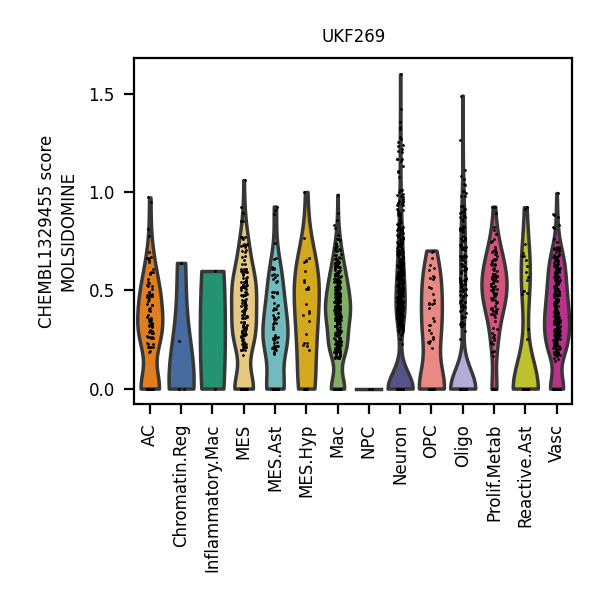 UKF269
CHEMBL1329455 score
MOLSIDOMINE
1.5
1.0
0.5
0.0
AC
Chromatin.Reg
Inflammatory.Mac
MES
MES.Ast
MES.Hyp
Mac
NPC
Neuron
OPC
Oligo
Prolif.Metab
Reactive.Ast
Vasc